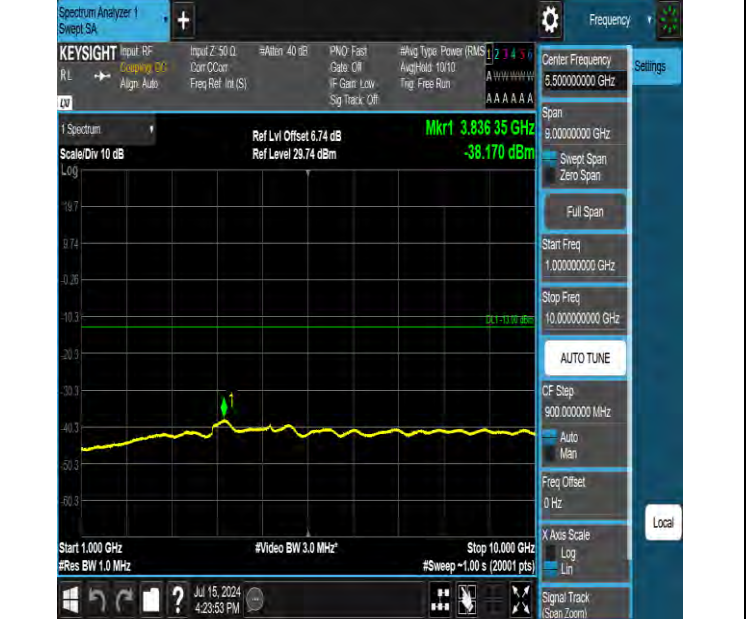 Spectrum Analyzer 1
Swept SA
Frequency
KEYSIGHT Input: RF
RL
Coupling: DC
Align: Auto
Input Z: 50 Ω
Corr CCorr
Freq Ref: Int (S)
#Atten: 40 dB
PNO: Fast
Gate: Off
IF Gain: Low
Sig Track: Off
#Avg Type: Power (RMS
Avg|Hold: 10/10
Trig: Free Run
1 2 3 4 5 6
A W W W W W
A A A A A A
LXI
Settings
1 Spectrum
Scale/Div 10 dB
Log
Ref Lvl Offset 6.74 dB
Ref Level 29.74 dBm
Mkr1 3.836 35 GHz
-38.170 dBm
19.7
9.74
-0.26
-10.3
-20.3
-30.3
-40.3
-50.3
-60.3
DL1 -13.00 dBm
1
Start 1.000 GHz
#Res BW 1.0 MHz
#Video BW 3.0 MHz*
Stop 10.000 GHz
#Sweep ~1.00 s (20001 pts)
Center Frequency
5.500000000 GHz
Span
9.00000000 GHz
Swept Span
Zero Span
Full Span
Start Freq
1.000000000 GHz
Stop Freq
10.000000000 GHz
AUTO TUNE
CF Step
900.000000 MHz
Auto
Man
Freq Offset
0 Hz
X Axis Scale
Log
Lin
Signal Track
(Span Zoom)
Local
?
Jul 15, 2024
4:23:53 PM